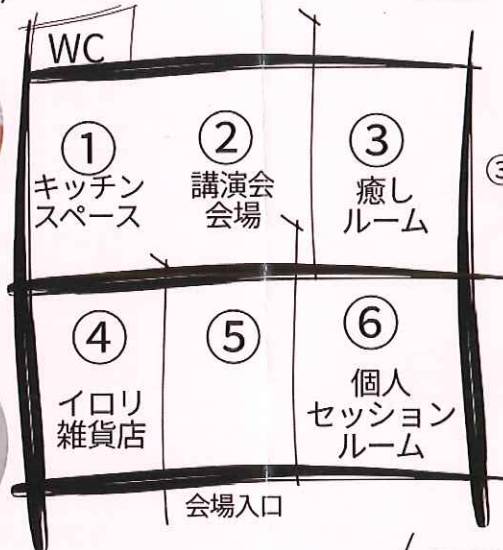 WC
①
キッチン
スペース
②
講演会
会場
③
癒し
ルーム
④
イロリ
雑貨店
⑤
⑥
個人
セッション
ルーム
会場入口